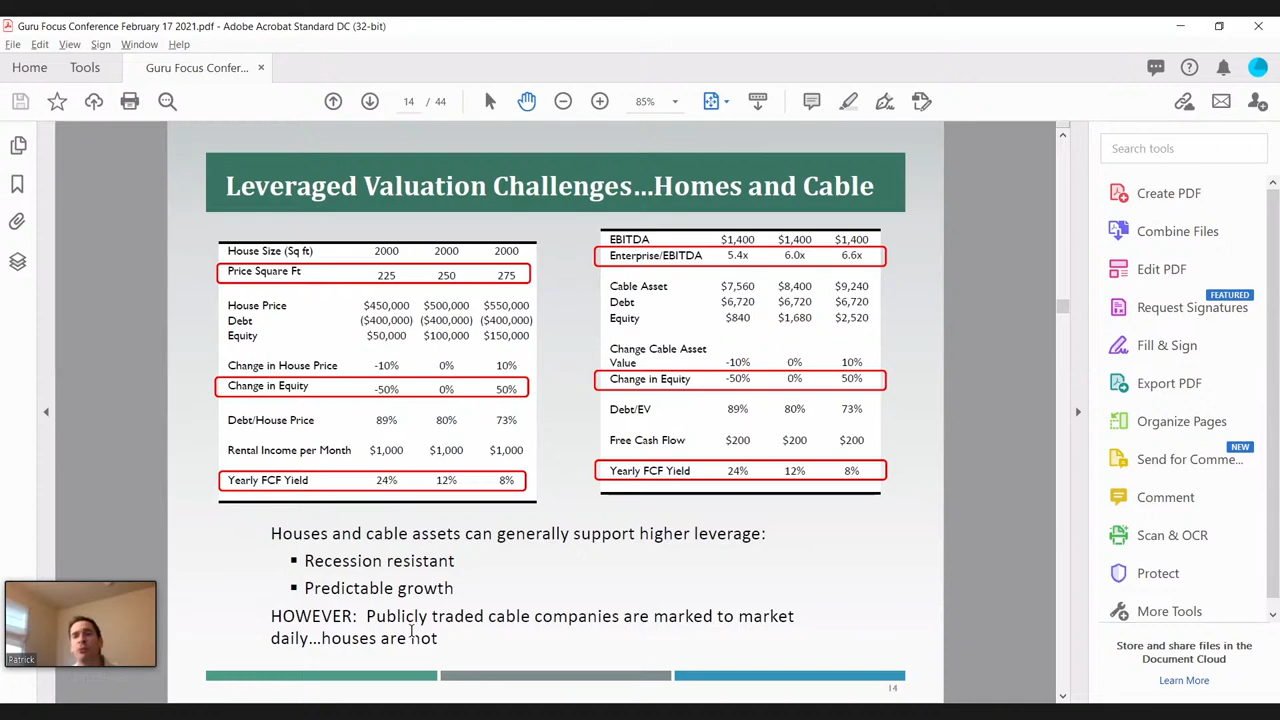 Guru Focus Conference February 17 2021.pdf - Adobe Acrobat Standard DC (32-bit)
File Edit View Sign Window Help
Home Tools Guru Focus Confer... ×
14 / 44 85%
Leveraged Valuation Challenges...Homes and Cable
House Size (Sq ft) 2000 2000 2000
Price Square Ft 225 250 275
House Price $450,000 $500,000 $550,000
Debt ($400,000) ($400,000) ($400,000)
Equity $50,000 $100,000 $150,000
Change in House Price -10% 0% 10%
Change in Equity -50% 0% 50%
Debt/House Price 89% 80% 73%
Rental Income per Month $1,000 $1,000 $1,000
Yearly FCF Yield 24% 12% 8%
EBITDA $1,400 $1,400 $1,400
Enterprise/EBITDA 5.4x 6.0x 6.6x
Cable Asset $7,560 $8,400 $9,240
Debt $6,720 $6,720 $6,720
Equity $840 $1,680 $2,520
Change Cable Asset
Value -10% 0% 10%
Change in Equity -50% 0% 50%
Debt/EV 89% 80% 73%
Free Cash Flow $200 $200 $200
Yearly FCF Yield 24% 12% 8%
Houses and cable assets can generally support higher leverage:
▪ Recession resistant
▪ Predictable growth
HOWEVER: Publicly traded cable companies are marked to market
daily...houses are not
14
Patrick
Search tools
Create PDF
Combine Files
Edit PDF
FEATURED
Request Signatures
Fill & Sign
Export PDF
Organize Pages
NEW
Send for Comme...
Comment
Scan & OCR
Protect
More Tools
Store and share files in the
Document Cloud
Learn More